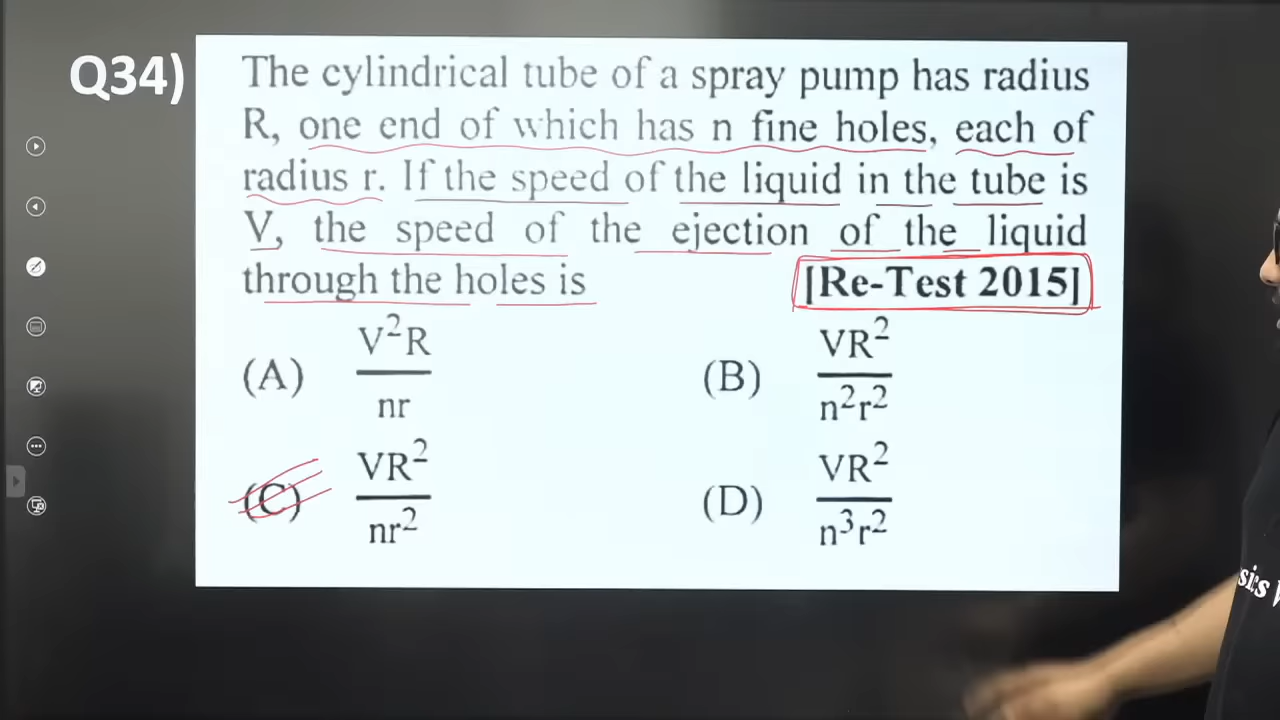 Q34)
The cylindrical tube of a spray pump has radius
R, one end of which has n fine holes, each of
radius r. If the speed of the liquid in the tube is
V, the speed of the ejection of the liquid
through the holes is [Re-Test 2015]
(A) V²R / nr (B) VR² / n²r²
(C) VR² / nr² (D) VR² / n³r²